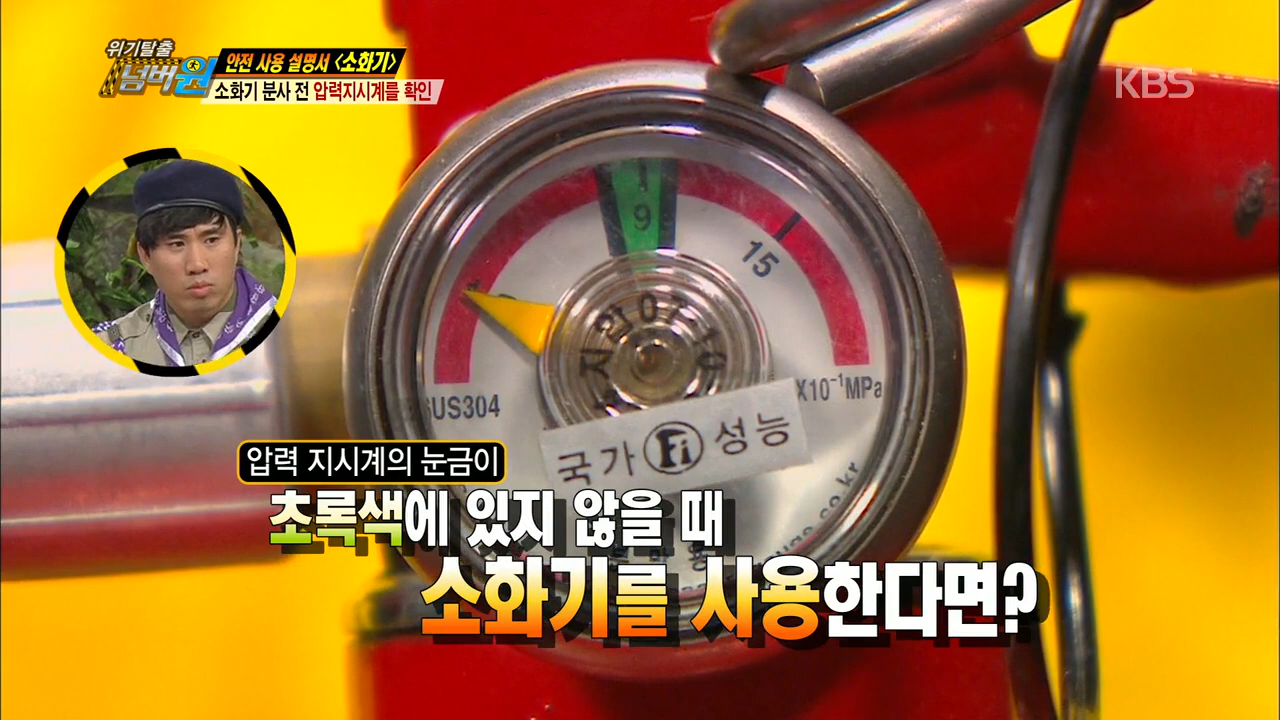 위기탈출
넘버원
안전 사용 설명서 <소화기>
소화기 분사 전 압력지시계를 확인
KBS
9
15
SUS304
X10⁻¹MPa
국가 Fi 성능
압력 지시계의 눈금이
초록색에 있지 않을 때
소화기를 사용한다면?